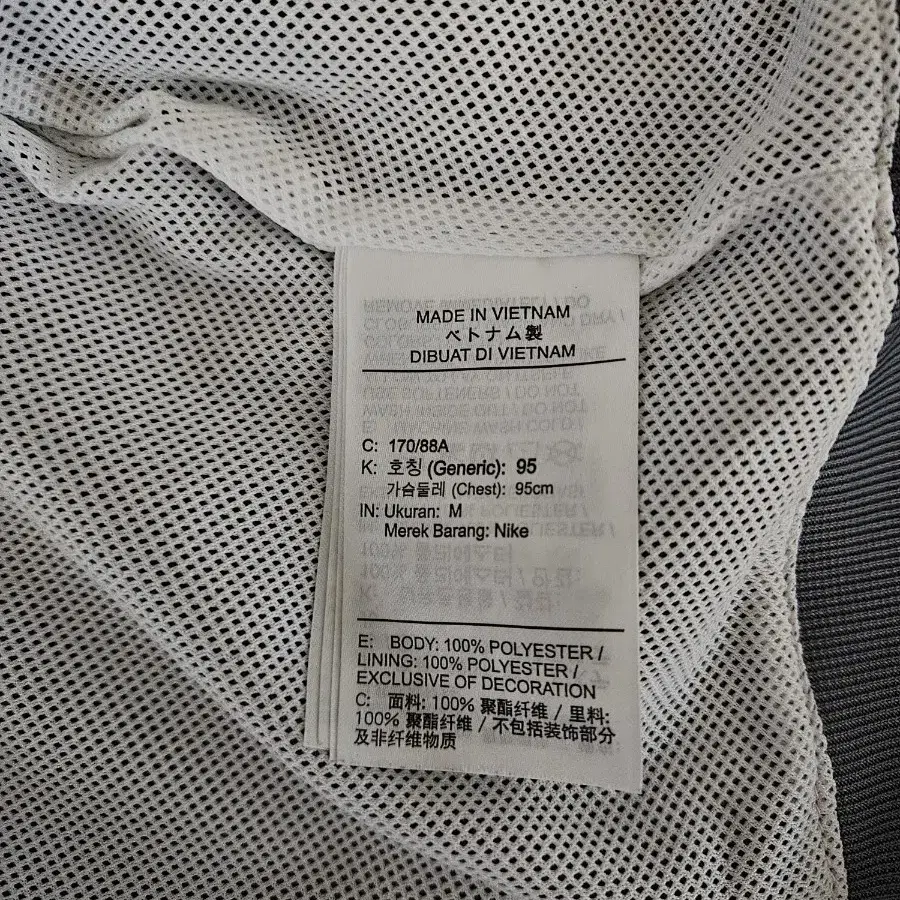 MADE IN VIETNAM
ベトナム製
DIBUAT DI VIETNAM
C: 170/88A
K: 호칭 (Generic): 95
가슴둘레 (Chest): 95cm
IN: Ukuran: M
Merek Barang: Nike
E: BODY: 100% POLYESTER /
LINING: 100% POLYESTER /
EXCLUSIVE OF DECORATION
C: 面料: 100% 聚酯纤维 / 里料:
100% 聚酯纤维 / 不包括装饰部分
及非纤维物质